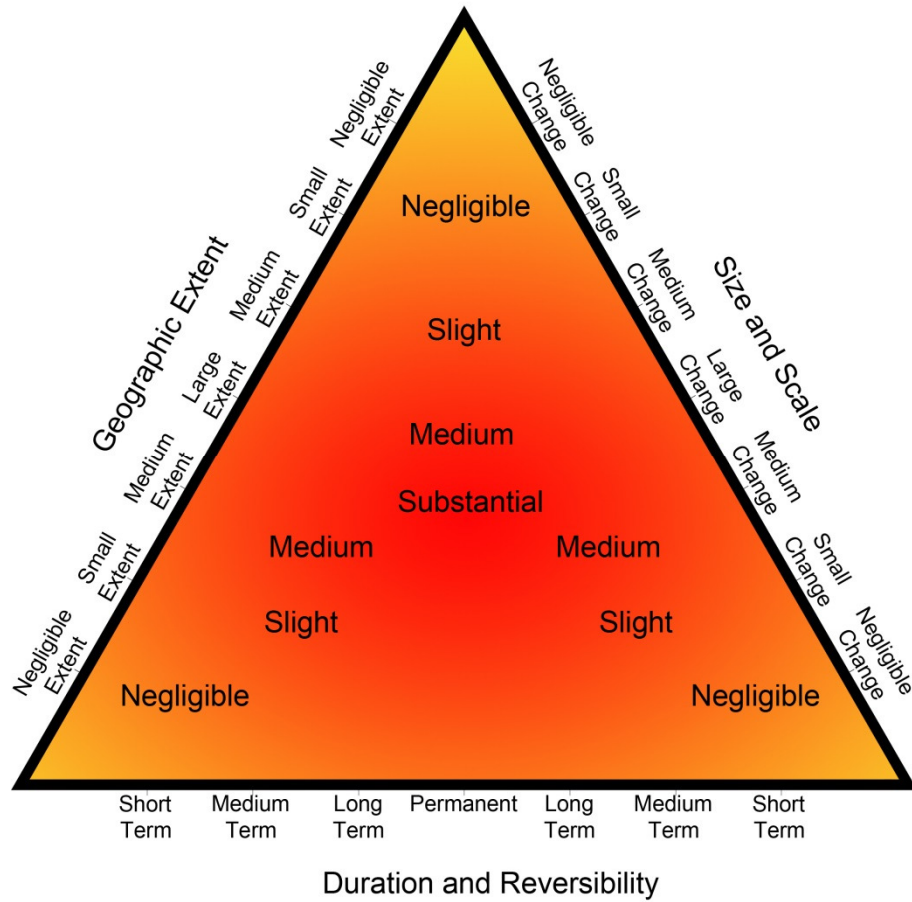 Negligible
Extent
Small
Extent
Medium
Extent
Large
Extent
Medium
Extent
Small
Extent
Negligible
Extent
Geographic Extent
Negligible
Change
Small
Change
Medium
Change
Large
Change
Medium
Change
Small
Change
Negligible
Change
Size and Scale
Negligible
Slight
Medium
Substantial
Medium
Medium
Slight
Slight
Negligible
Negligible
Short
Term
Medium
Term
Long
Term
Permanent
Long
Term
Medium
Term
Short
Term
Duration and Reversibility